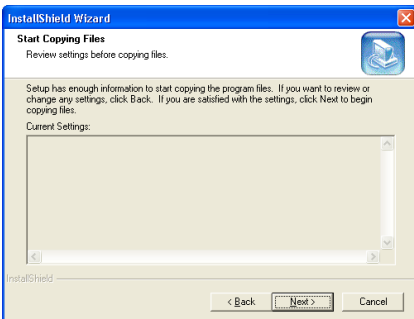 InstallShield Wizard
Start Copying Files
Review settings before copying files.
Setup has enough information to start copying the program files. If you want to review or
change any settings, click Back. If you are satisfied with the settings, click Next to begin
copying files.
Current Settings:
InstallShield
< Back
Next >
Cancel